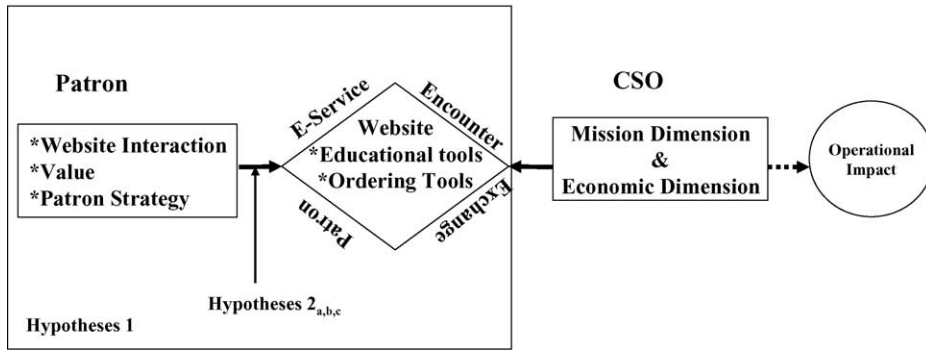 Patron
*Website Interaction
*Value
*Patron Strategy
E-Service
Encounter
Website
*Educational tools
*Ordering Tools
Patron
Exchange
Hypotheses 2a,b,c
Hypotheses 1
CSO
Mission Dimension
&
Economic Dimension
Operational
Impact